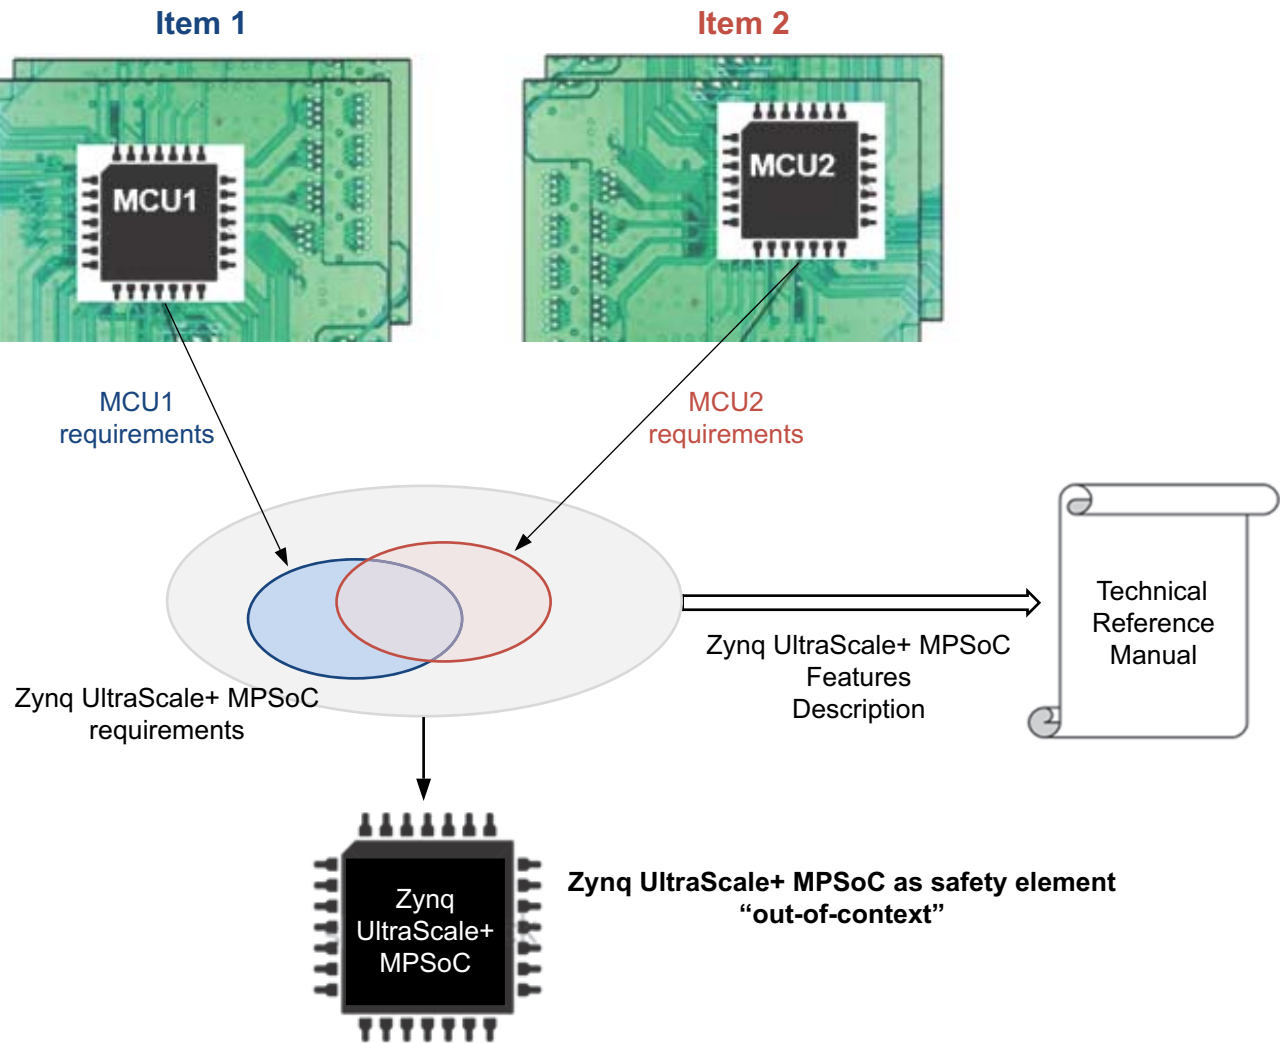 Item 1
Item 2
MCU1
MCU2
MCU1
requirements
MCU2
requirements
Technical
Reference
Manual
Zynq UltraScale+ MPSoC
Features
Description
Zynq UltraScale+ MPSoC
requirements
Zynq
UltraScale+
MPSoC
Zynq UltraScale+ MPSoC as safety element
“out-of-context”